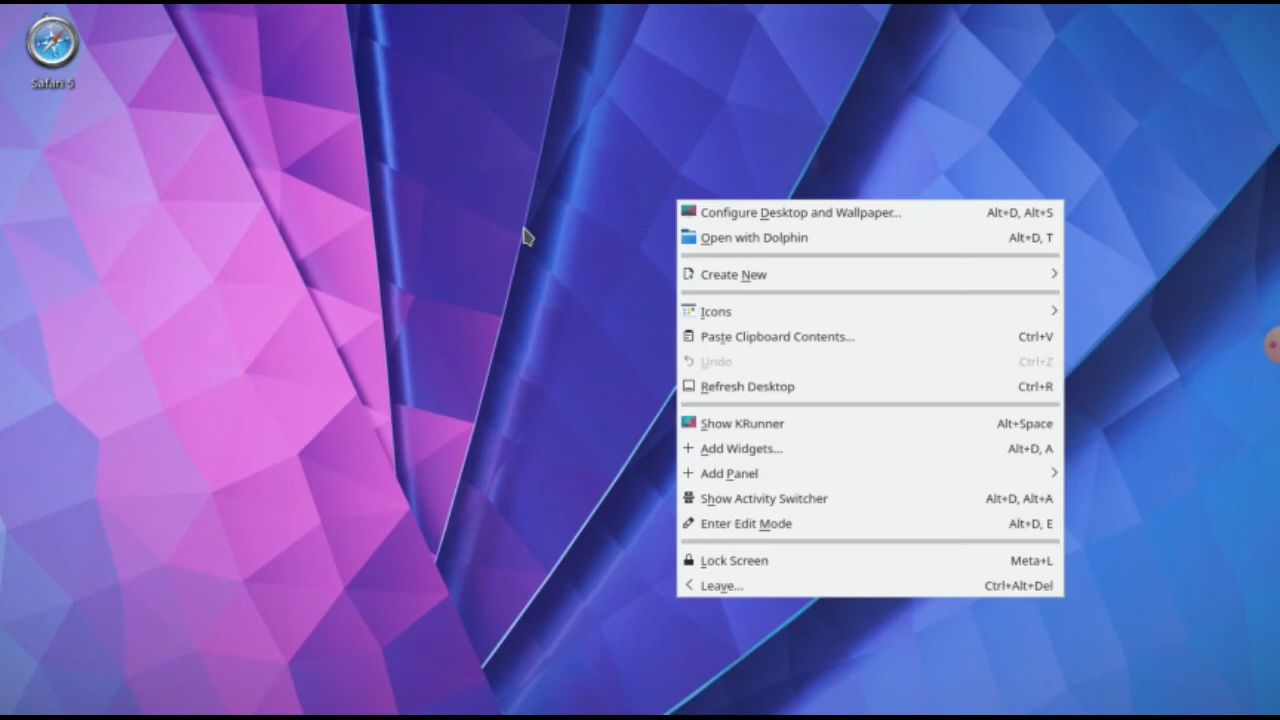 Safari 5
Configure Desktop and Wallpaper... Alt+D, Alt+S
Open with Dolphin Alt+D, T
Create New
Icons
Paste Clipboard Contents... Ctrl+V
Undo Ctrl+Z
Refresh Desktop Ctrl+R
Show KRunner Alt+Space
Add Widgets... Alt+D, A
Add Panel
Show Activity Switcher Alt+D, Alt+A
Enter Edit Mode Alt+D, E
Lock Screen Meta+L
Leave... Ctrl+Alt+Del